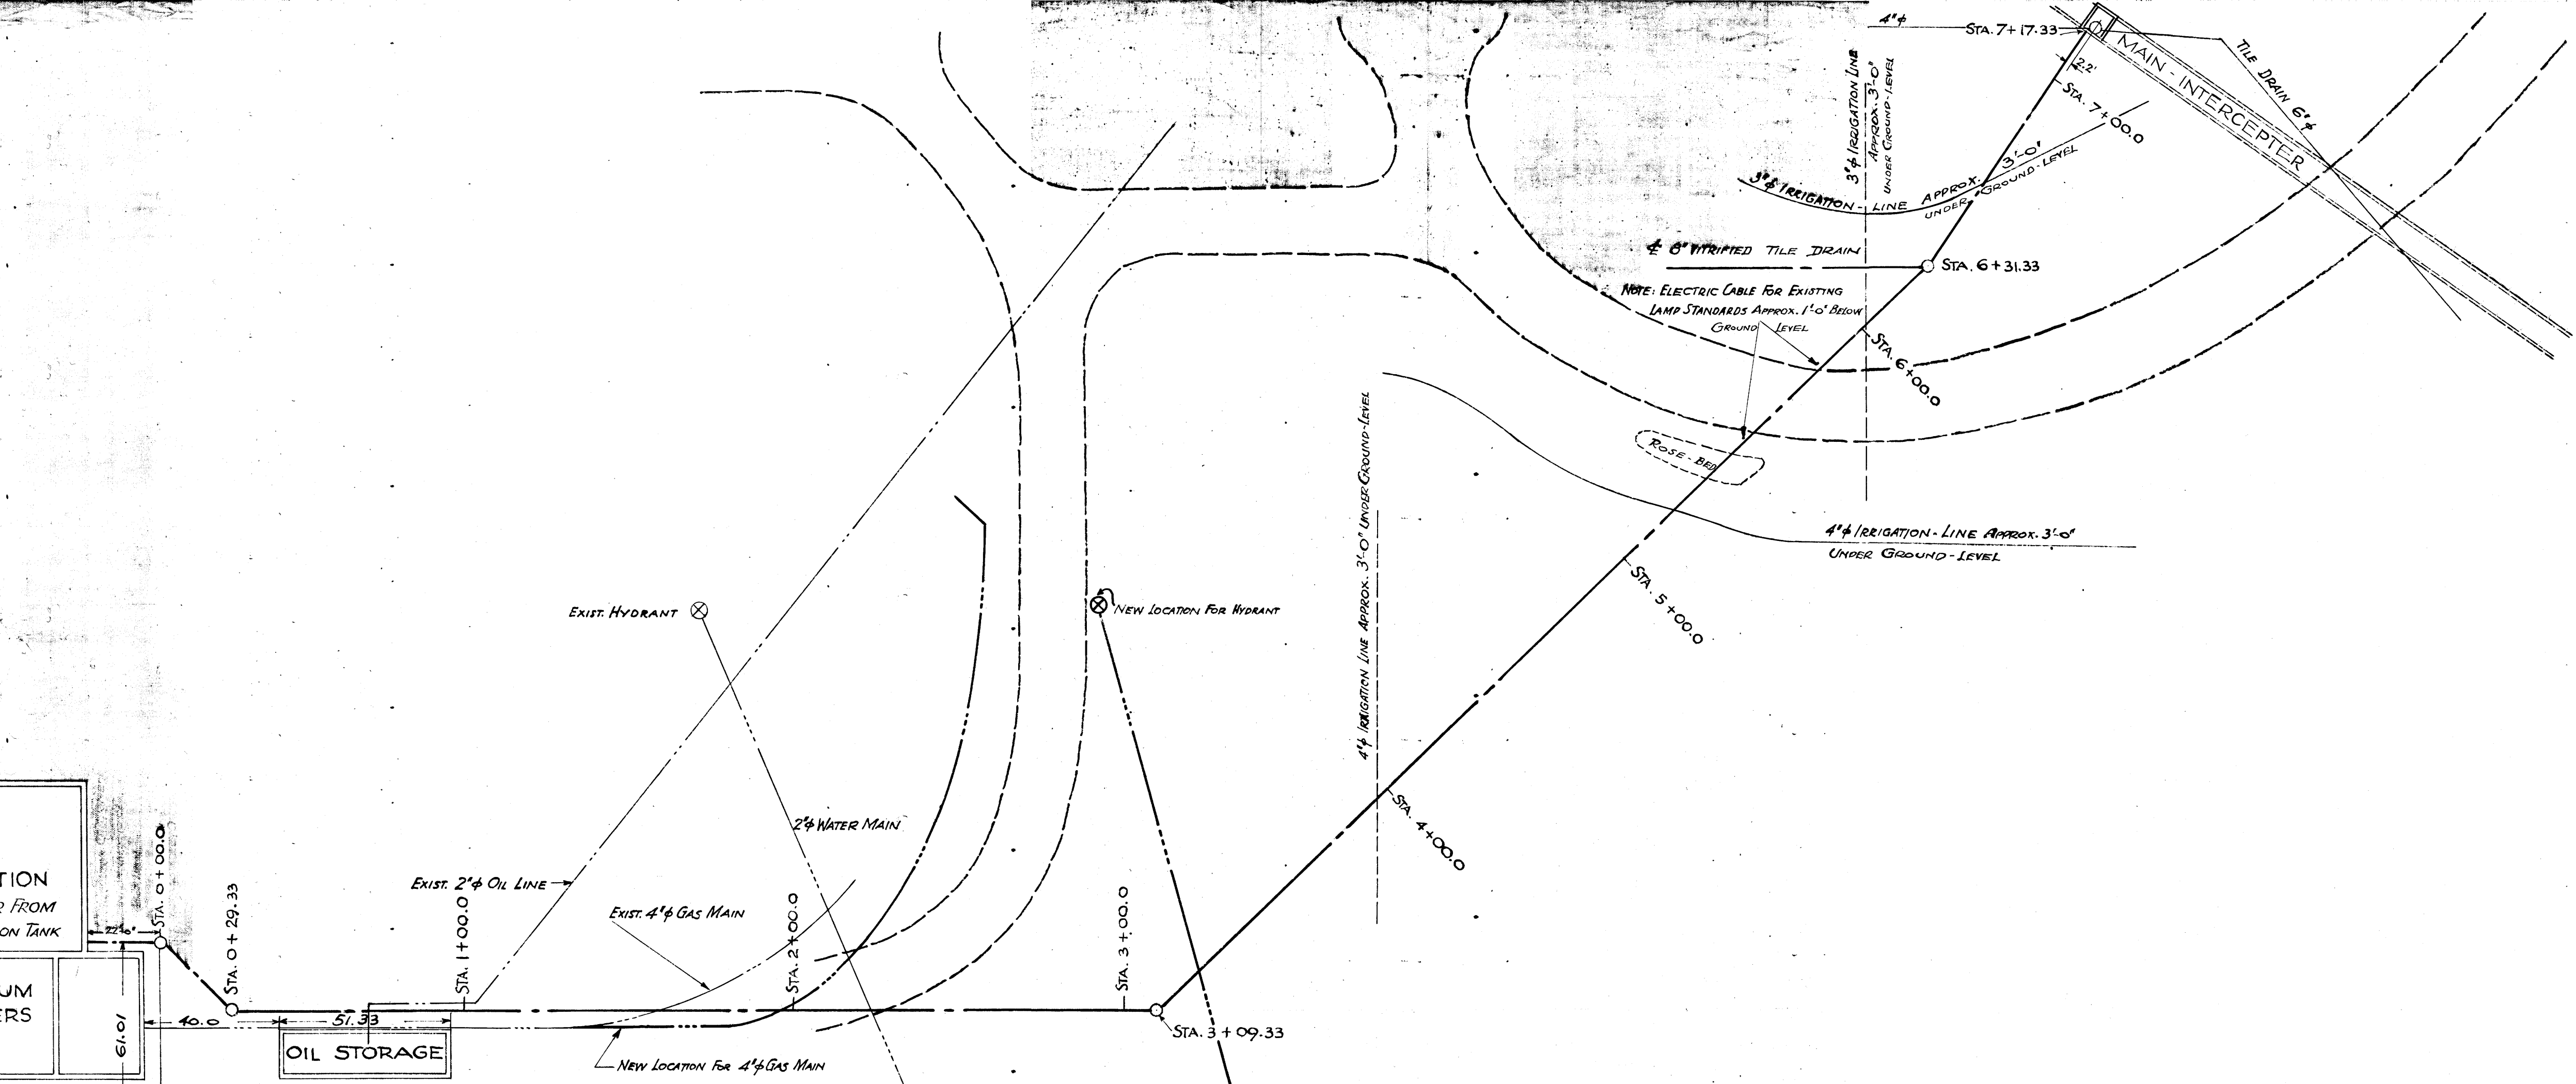 4"φ
STA. 7+17.33
MAIN - INTERCEPTER
TILE DRAIN 6"φ
2.2'
STA. 7+00.0
3"φ IRRIGATION LINE
APPROX. 3'-0"
UNDER GROUND-LEVEL
3"φ IRRIGATION - LINE APPROX. 3'-0"
UNDER GROUND-LEVEL
8" VITRIFIED TILE DRAIN
STA. 6+31.33
NOTE: ELECTRIC CABLE FOR EXISTING
LAMP STANDARDS APPROX. 1'-0" BELOW
GROUND LEVEL
STA. 6+00.0
ROSE - BED
4"φ IRRIGATION - LINE APPROX. 3'-0"
UNDER GROUND - LEVEL
4"φ IRRIGATION LINE APPROX. 3'-0" UNDER GROUND-LEVEL
STA. 5+00.0
EXIST. HYDRANT
NEW LOCATION FOR HYDRANT
STA. 4+00.0
2"φ WATER MAIN
EXIST. 2"φ OIL LINE
EXIST. 4"φ GAS MAIN
STA. 0+00.0
STA. 0+29.33
STA. 1+00.0
STA. 2+00.0
STA. 3+00.0
STA. 3+09.33
TION
FROM
ON TANK
22'-6"
UM
ERS
61.01
40.0
51.33
OIL STORAGE
NEW LOCATION FOR 4"φ GAS MAIN